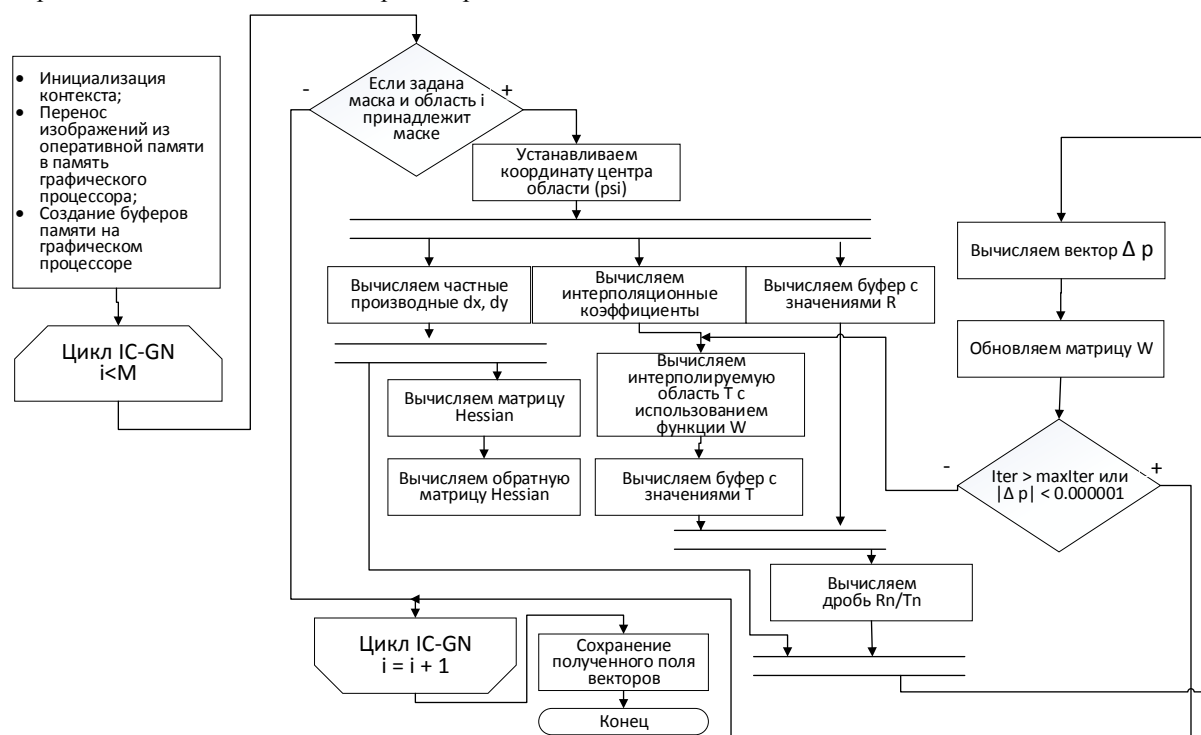 • Инициализация
контекста;
• Перенос
изображений из
оперативной памяти
в память
графического
процессора;
• Создание буферов
памяти на
графическом
процессоре
Цикл IC-GN
i<M
Если задана
маска и область i
принадлежит
маске
-
+
Устанавливаем
координату центра
области (psi)
Вычисляем частные
производные dx, dy
Вычисляем
интерполяционные
коэффициенты
Вычисляем буфер с
значениями R
Вычисляем матрицу
Hessian
Вычисляем обратную
матрицу Hessian
Вычисляем
интерполируемую
область T с
использованием
функции W
Вычисляем буфер с
значениями T
Вычисляем
дробь Rn/Tn
Вычисляем вектор Δ p
Обновляем матрицу W
Iter > maxIter или
|Δ p| < 0.000001
-
+
Цикл IC-GN
i = i + 1
Сохранение
полученного поля
векторов
Конец